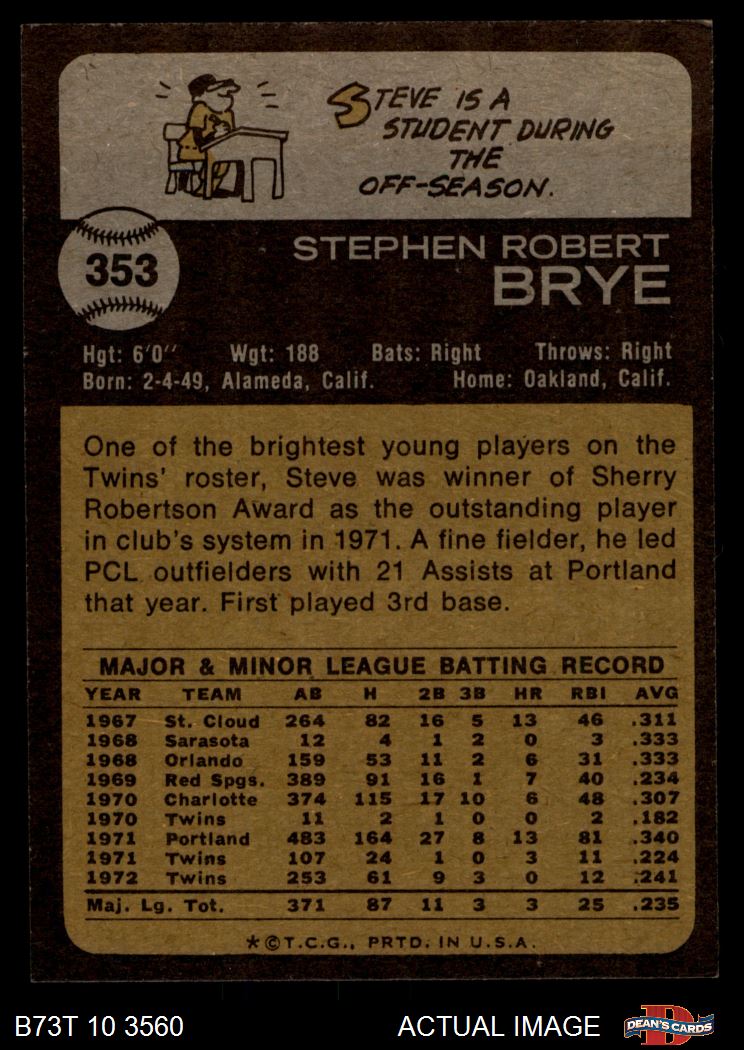 STEVE IS A
STUDENT DURING
THE
OFF-SEASON.
353
STEPHEN ROBERT
BRYE
Hgt: 6'0" Wgt: 188 Bats: Right Throws: Right
Born: 2-4-49, Alameda, Calif. Home: Oakland, Calif.
One of the brightest young players on the
Twins' roster, Steve was winner of Sherry
Robertson Award as the outstanding player
in club's system in 1971. A fine fielder, he led
PCL outfielders with 21 Assists at Portland
that year. First played 3rd base.
MAJOR & MINOR LEAGUE BATTING RECORD
YEAR TEAM AB H 2B 3B HR RBI AVG
1967 St. Cloud 264 82 16 5 13 46 .311
1968 Sarasota 12 4 1 2 0 3 .333
1968 Orlando 159 53 11 2 6 31 .333
1969 Red Spgs. 389 91 16 1 7 40 .234
1970 Charlotte 374 115 17 10 6 48 .307
1970 Twins 11 2 1 0 0 2 .182
1971 Portland 483 164 27 8 13 81 .340
1971 Twins 107 24 1 0 3 11 .224
1972 Twins 253 61 9 3 0 12 .241
Maj. Lg. Tot. 371 87 11 3 3 25 .235
*©T.C.G., PRTD. IN U.S.A.
B73T 10 3560 ACTUAL IMAGE D DEAN'S CARDS